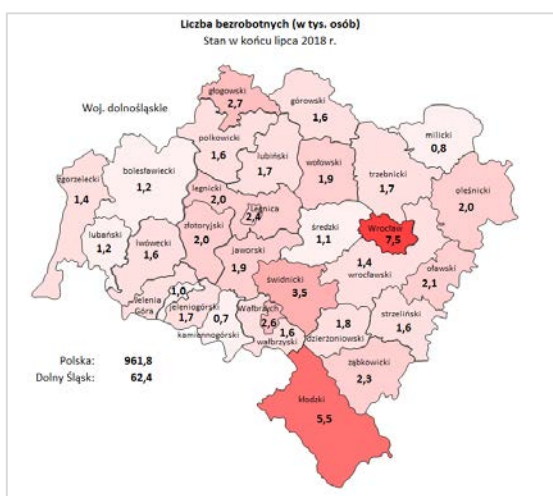 Liczba bezrobotnych (w tys. osób)
Stan w końcu lipca 2018 r.
Woj. dolnośląskie
głogowski
2,7
górowski
1,6
milicki
0,8
polkowicki
1,6
lubiński
1,7
wołowski
1,9
trzebnicki
1,7
oleśnicki
2,0
zgorzelecki
1,4
bolesławiecki
1,2
legnicki
2,0
Legnica
2,4
lubański
1,2
lwówecki
1,6
złotoryjski
2,0
średzki
1,1
Wrocław
7,5
jaworski
1,9
1,4
wrocławski
oławski
2,1
świdnicki
3,5
1,0
Jelenia
Góra
jeleniogórski
1,7
0,7
kamiennogórski
Wałbrzych
2,6
1,6
wałbrzyski
1,8
dzierżoniowski
strzeliński
1,6
ząbkowicki
2,3
kłodzki
5,5
Polska: 961,8
Dolny Śląsk: 62,4